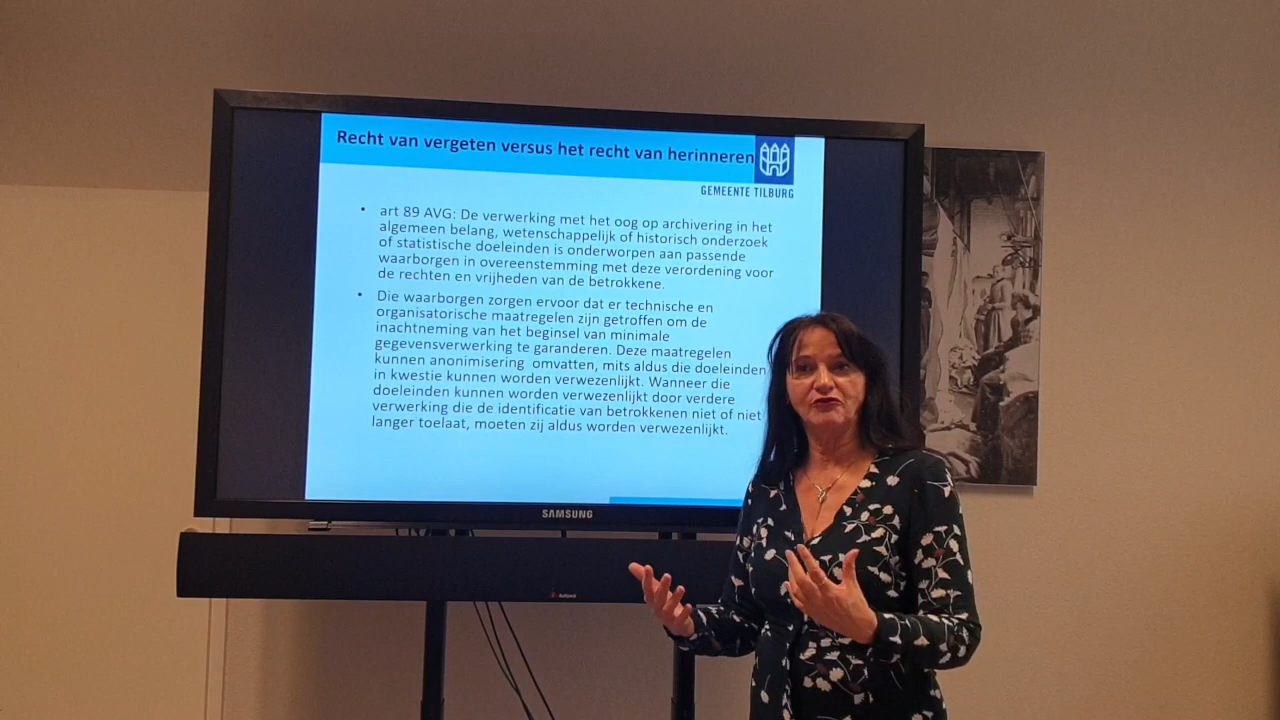 Recht van vergeten versus het recht van herinneren
GEMEENTE TILBURG
• art 89 AVG: De verwerking met het oog op archivering in het
algemeen belang, wetenschappelijk of historisch onderzoek
of statistische doeleinden is onderworpen aan passende
waarborgen in overeenstemming met deze verordening voor
de rechten en vrijheden van de betrokkene.
• Die waarborgen zorgen ervoor dat er technische en
organisatorische maatregelen zijn getroffen om de
inachtneming van het beginsel van minimale
gegevensverwerking te garanderen. Deze maatregelen
kunnen anonimisering omvatten, mits aldus die doeleinden
in kwestie kunnen worden verwezenlijkt. Wanneer die
doeleinden kunnen worden verwezenlijkt door verdere
verwerking die de identificatie van betrokkenen niet of niet
langer toelaat, moeten zij aldus worden verwezenlijkt.
SAMSUNG